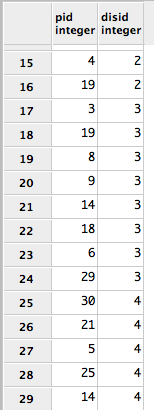 pid disid
integer integer
15 4 2
16 19 2
17 3 3
18 19 3
19 8 3
20 9 3
21 14 3
22 18 3
23 6 3
24 29 3
25 30 4
26 21 4
27 5 4
28 25 4
29 14 4